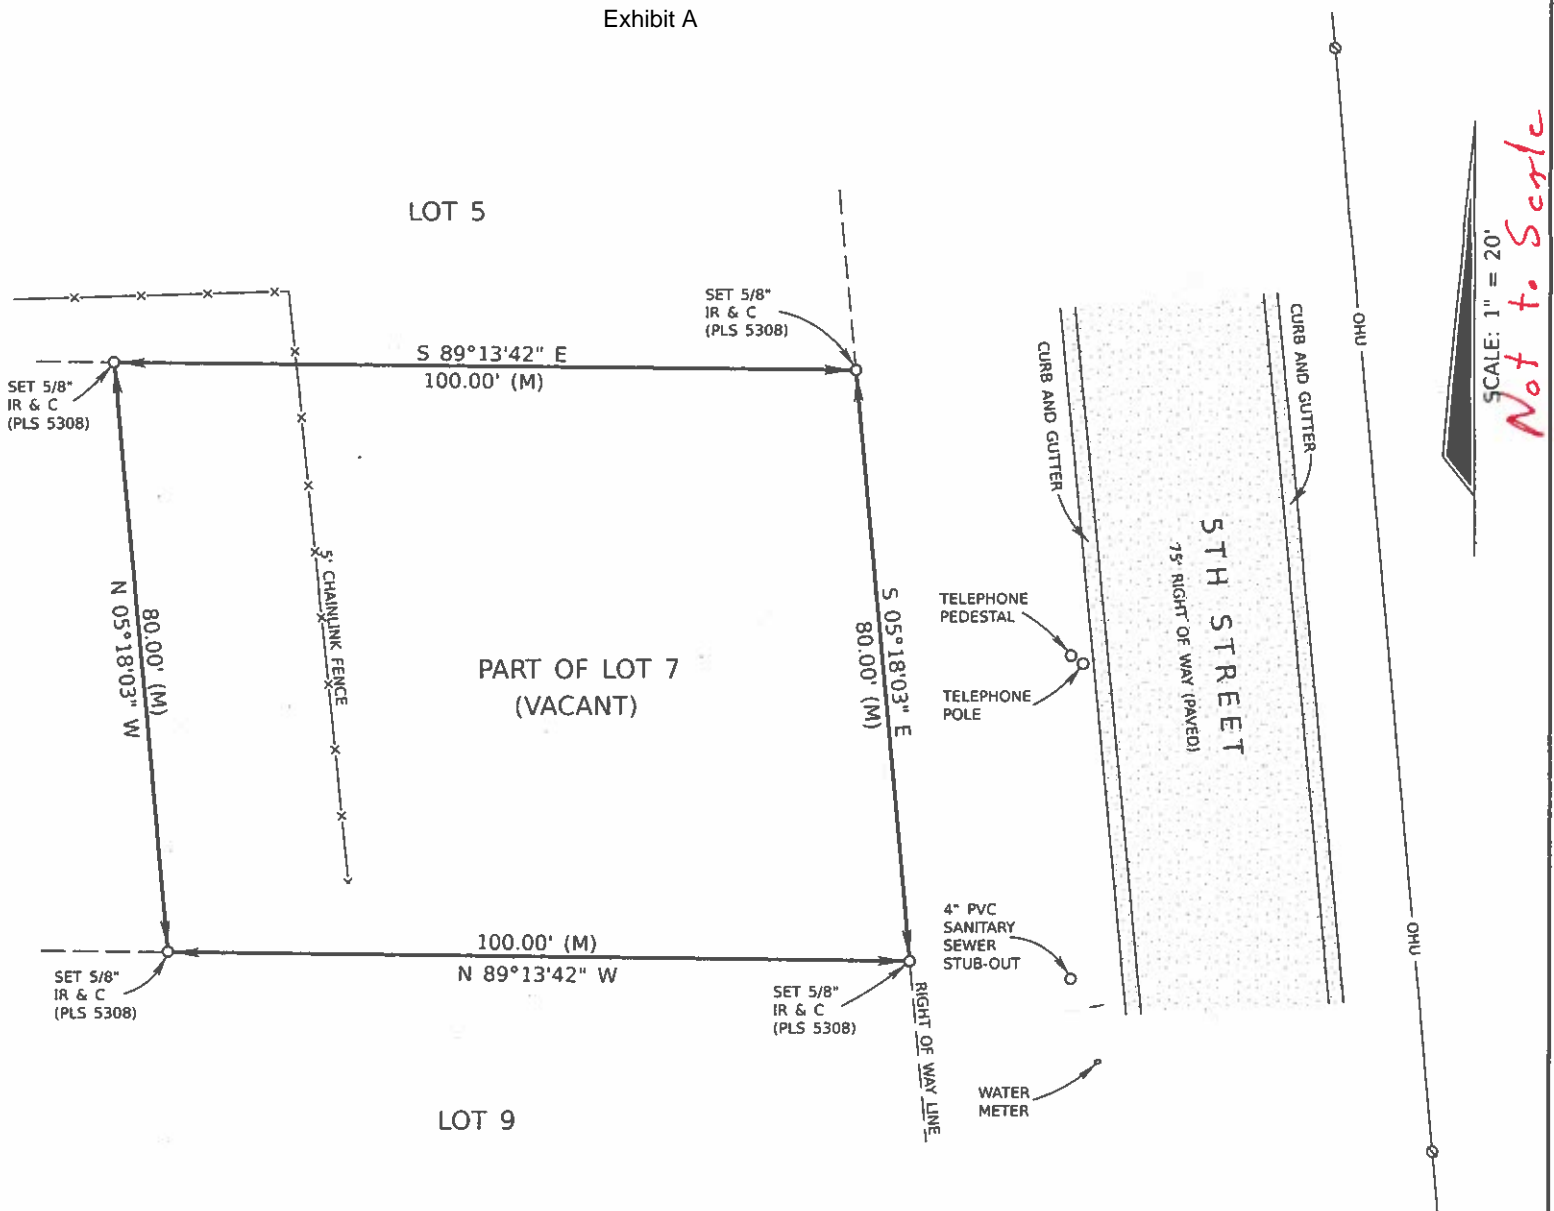 Exhibit A
LOT 5
SET 5/8"
IR & C
(PLS 5308)
S 89°13'42" E
100.00' (M)
SET 5/8"
IR & C
(PLS 5308)
CURB AND GUTTER
CURB AND GUTTER
OHU
SCALE: 1" = 20'
Not to Scale
5' CHAINLINK FENCE
80.00' (M)
N 05°18'03" W
PART OF LOT 7
(VACANT)
S 05°18'03" E
80.00' (M)
TELEPHONE
PEDESTAL
TELEPHONE
POLE
5TH STREET
75' RIGHT OF WAY (PAVED)
100.00' (M)
N 89°13'42" W
SET 5/8"
IR & C
(PLS 5308)
SET 5/8"
IR & C
(PLS 5308)
4" PVC
SANITARY
SEWER
STUB-OUT
OHU
RIGHT OF WAY LINE
WATER
METER
LOT 9